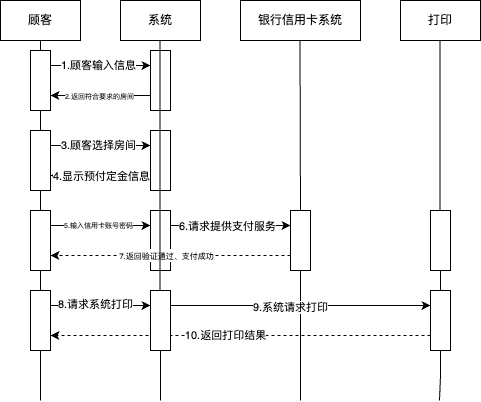 顾客
系统
银行信用卡系统
打印
1.顾客输入信息
2.返回符合要求的房间
3.顾客选择房间
4.显示预付定金信息
5.输入信用卡账号密码
6.请求提供支付服务
7.返回验证通过、支付成功
8.请求系统打印
9.系统请求打印
10.返回打印结果